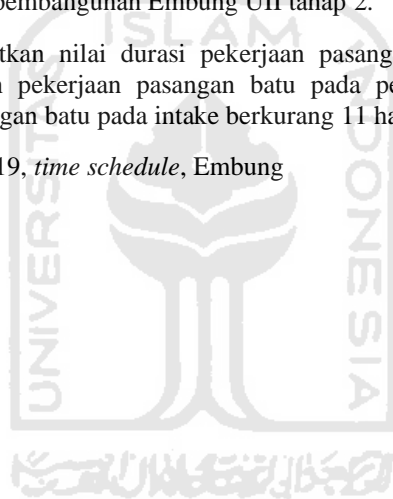 pembangunan Embung UII tahap 2.
tkan nilai durasi pekerjaan pasang
pekerjaan pasangan batu pada pe
gan batu pada intake berkurang 11 ha
19, time schedule, Embung
ISLAM
UNIVERSITAS
INDONESIA